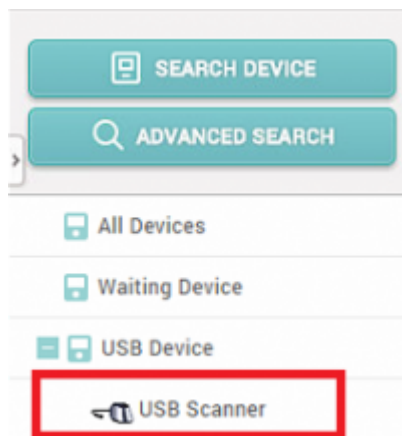 SEARCH DEVICE
ADVANCED SEARCH
All Devices
Waiting Device
USB Device
USB Scanner